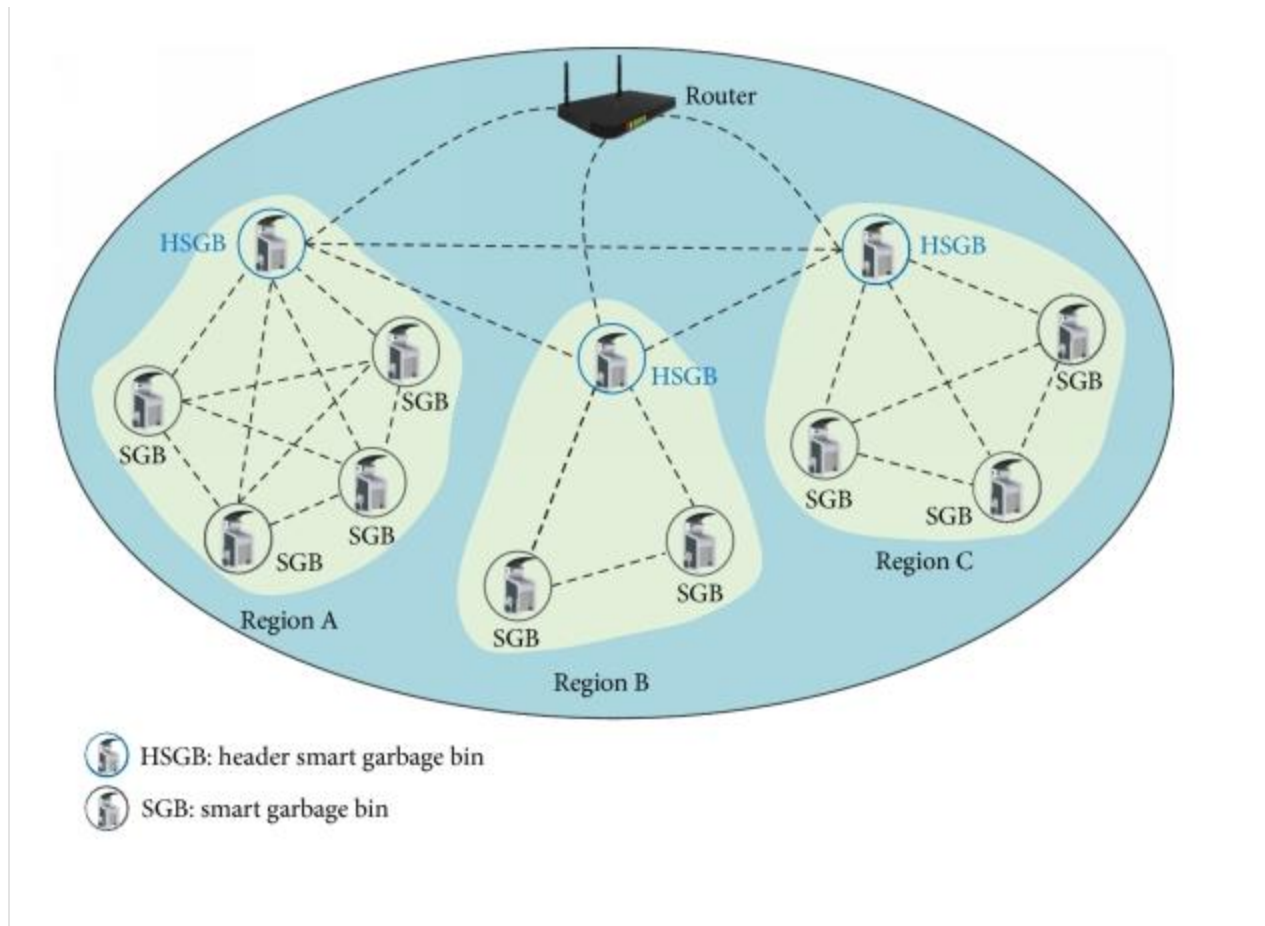 Router
HSGB
HSGB
HSGB
SGB
SGB
SGB
SGB
SGB
SGB
SGB
SGB
SGB
Region C
Region A
Region B
HSGB: header smart garbage bin
SGB: smart garbage bin